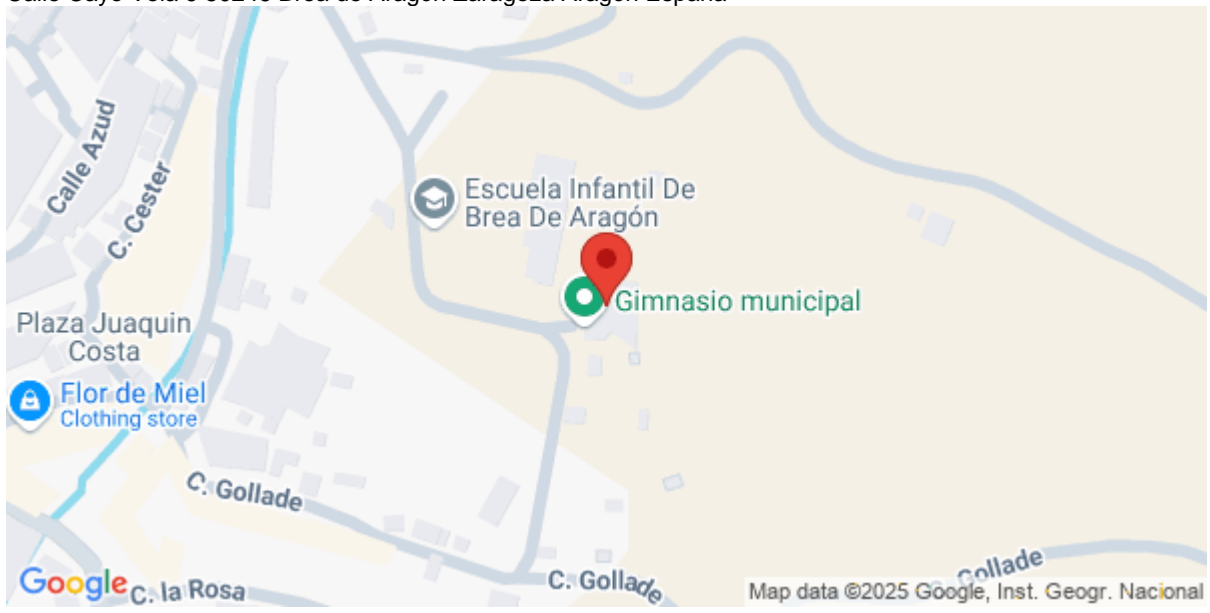 Calle Azud
C. Cester
Escuela Infantil De
Brea De Aragón
Gimnasio municipal
Plaza Juaquin
Costa
Flor de Miel
Clothing store
C. Gollade
C. Gollade
Gollade
Google
C. la Rosa
Map data ©2025 Google, Inst. Geogr. Nacional